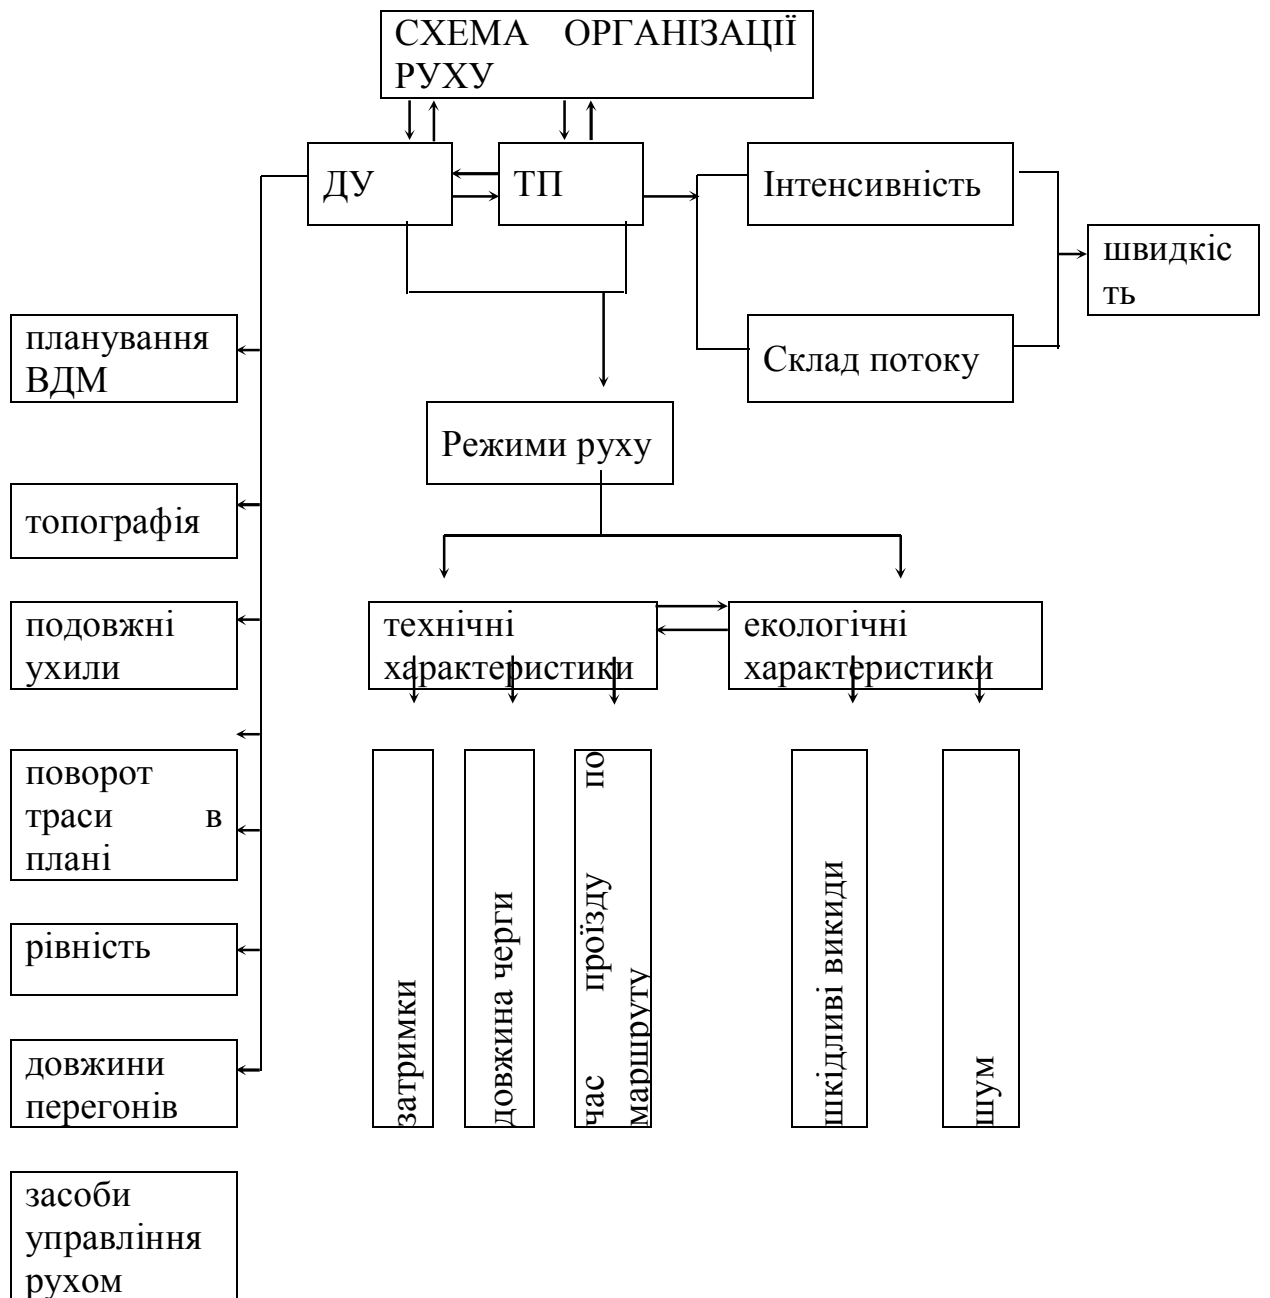 СХЕМА ОРГАНІЗАЦІЇ
РУХУ
ДУ
ТП
Інтенсивність
швидкіс
ть
Склад потоку
планування
ВДМ
Режими руху
топографія
подовжні
ухили
технічні
характеристики
екологічні
характеристики
поворот
траси в
плані
рівність
довжини
перегонів
засоби
управління
рухом
затримки
довжина черги
час проїзду по
маршруту
шкідливі викиди
шум